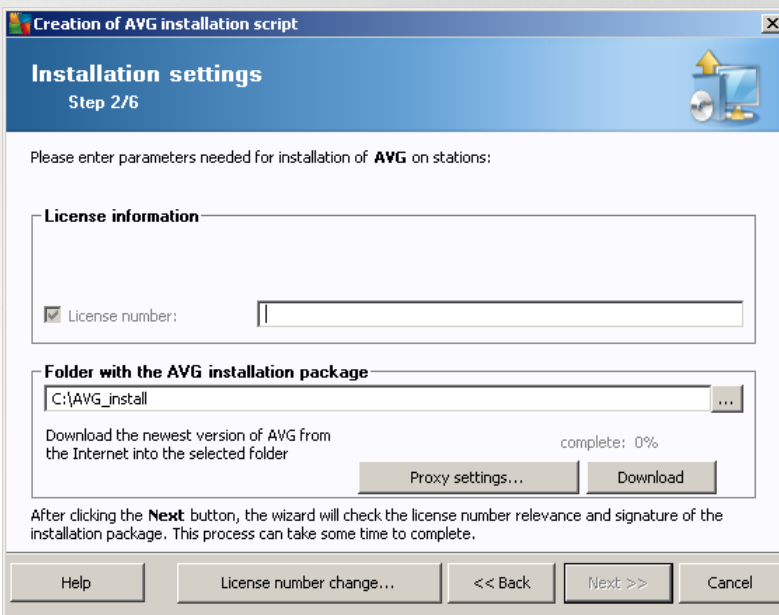 Creation of AVG installation script
Installation settings
Step 2/6
Please enter parameters needed for installation of AVG on stations:
License information
License number:
Folder with the AVG installation package
C:\AVG_install
...
Download the newest version of AVG from
the Internet into the selected folder
complete: 0%
Proxy settings...
Download
After clicking the Next button, the wizard will check the license number relevance and signature of the
installation package. This process can take some time to complete.
Help
License number change...
<< Back
Next >>
Cancel